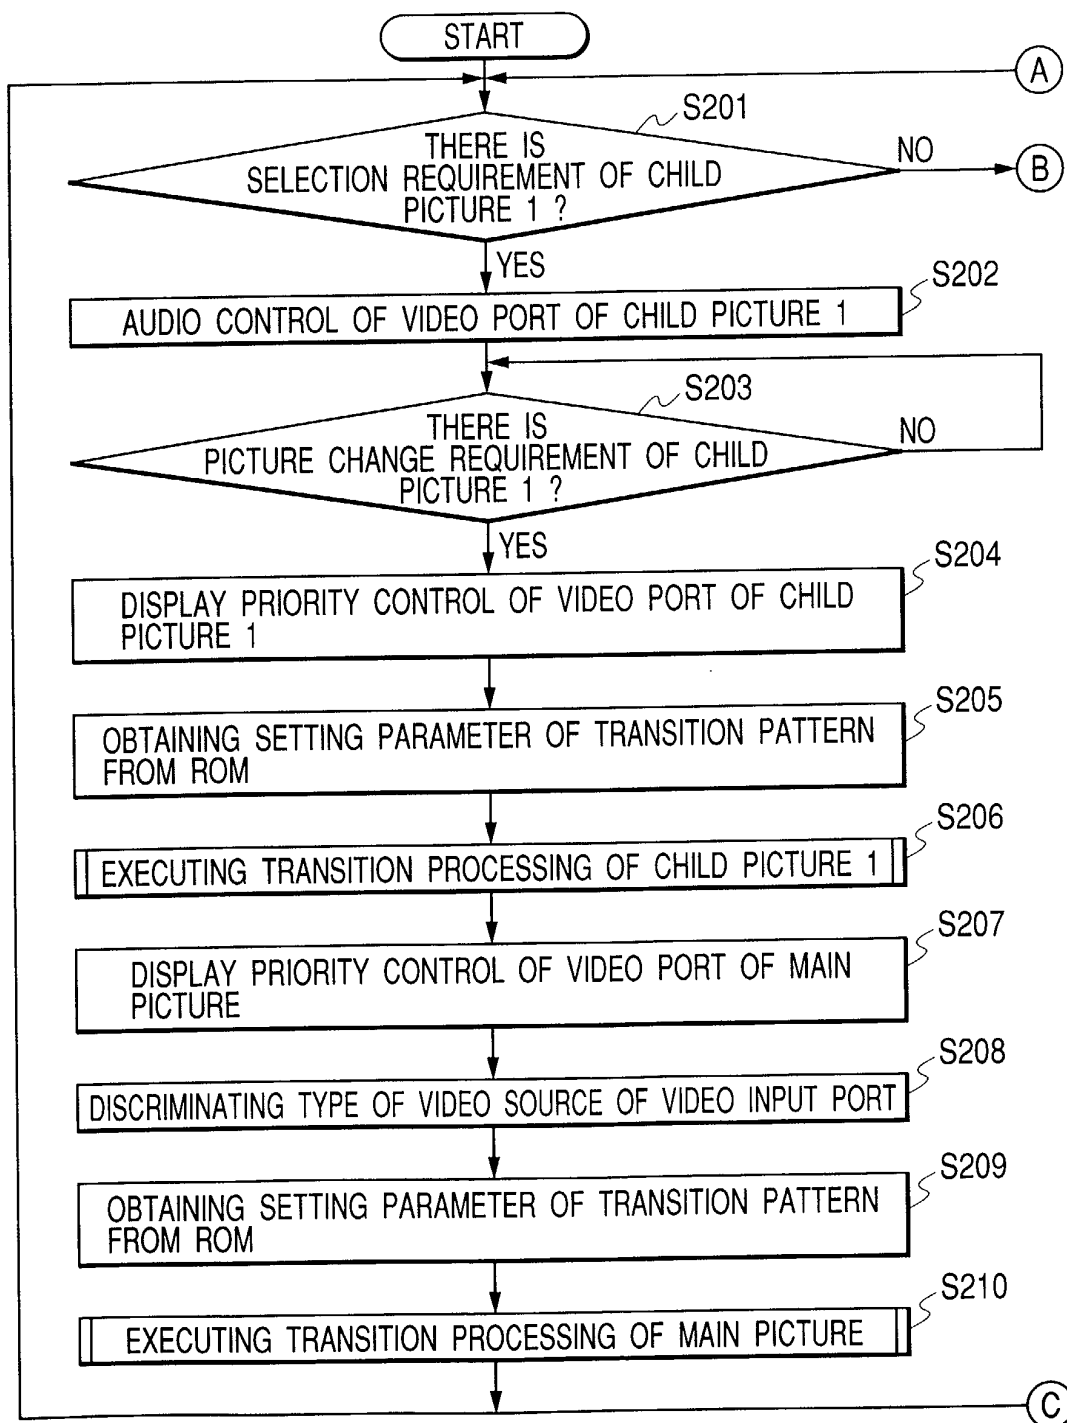 START
A
S201
THERE IS
SELECTION REQUIREMENT OF CHILD
PICTURE 1 ?
NO
B
YES
S202
AUDIO CONTROL OF VIDEO PORT OF CHILD PICTURE 1
S203
THERE IS
PICTURE CHANGE REQUIREMENT OF CHILD
PICTURE 1 ?
NO
YES
S204
DISPLAY PRIORITY CONTROL OF VIDEO PORT OF CHILD
PICTURE 1
S205
OBTAINING SETTING PARAMETER OF TRANSITION PATTERN
FROM ROM
S206
EXECUTING TRANSITION PROCESSING OF CHILD PICTURE 1
S207
DISPLAY PRIORITY CONTROL OF VIDEO PORT OF MAIN
PICTURE
S208
DISCRIMINATING TYPE OF VIDEO SOURCE OF VIDEO INPUT PORT
S209
OBTAINING SETTING PARAMETER OF TRANSITION PATTERN
FROM ROM
S210
EXECUTING TRANSITION PROCESSING OF MAIN PICTURE
C